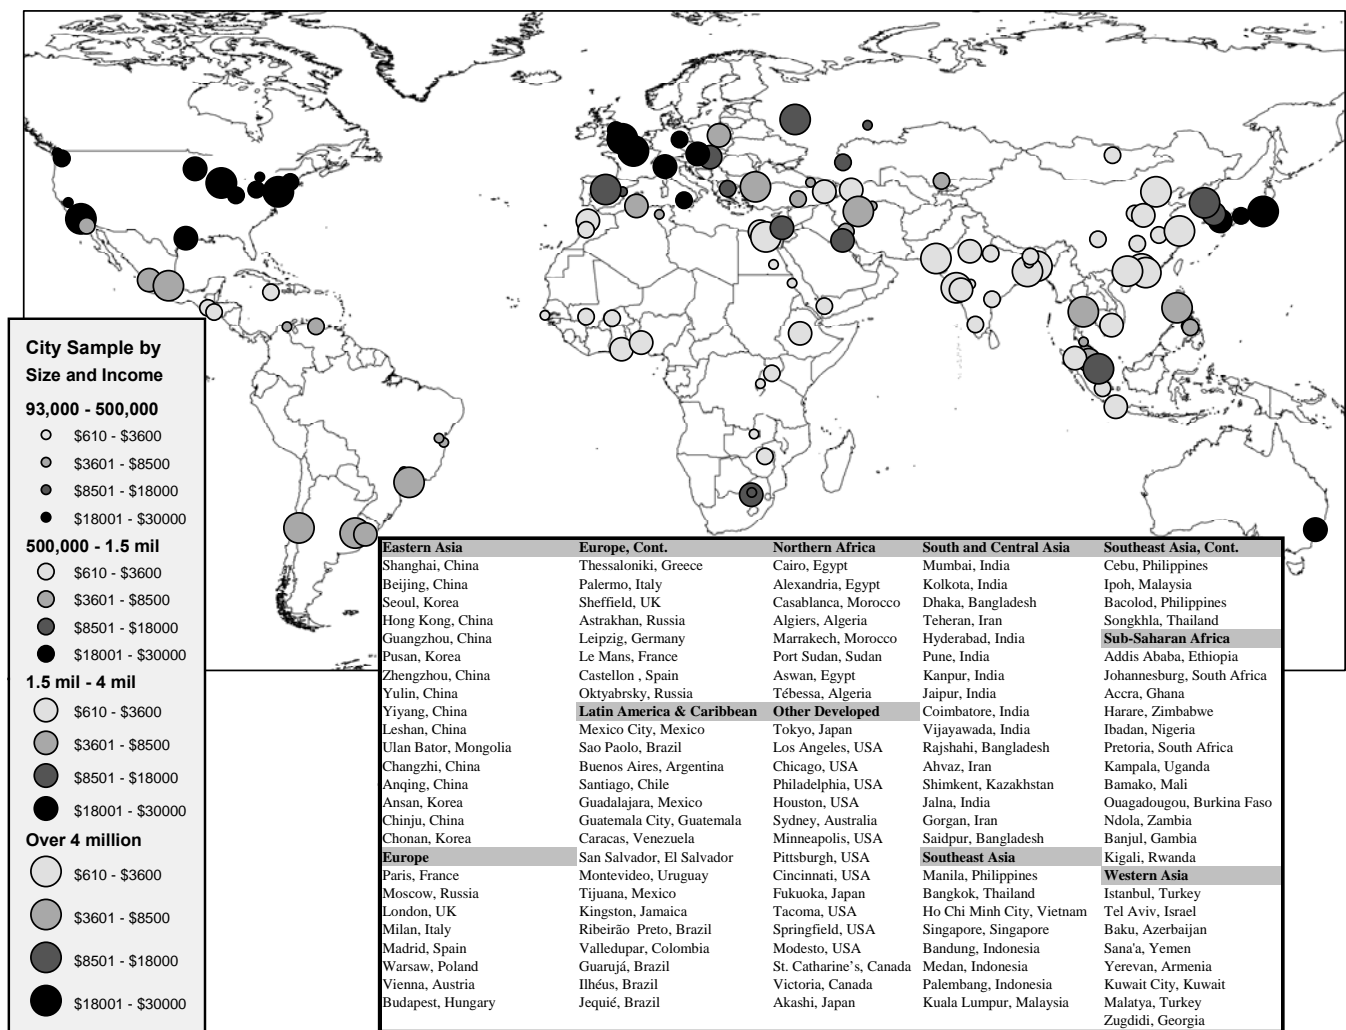 City Sample by
Size and Income
93,000 - 500,000
$610 - $3600
$3601 - $8500
$8501 - $18000
$18001 - $30000
500,000 - 1.5 mil
$610 - $3600
$3601 - $8500
$8501 - $18000
$18001 - $30000
1.5 mil - 4 mil
$610 - $3600
$3601 - $8500
$8501 - $18000
$18001 - $30000
Over 4 million
$610 - $3600
$3601 - $8500
$8501 - $18000
$18001 - $30000
Eastern Asia
Shanghai, China
Beijing, China
Seoul, Korea
Hong Kong, China
Guangzhou, China
Pusan, Korea
Zhengzhou, China
Yulin, China
Yiyang, China
Leshan, China
Ulan Bator, Mongolia
Changzhi, China
Anqing, China
Ansan, Korea
Chinju, China
Chonan, Korea
Europe
Paris, France
Moscow, Russia
London, UK
Milan, Italy
Madrid, Spain
Warsaw, Poland
Vienna, Austria
Budapest, Hungary
Europe, Cont.
Thessaloniki, Greece
Palermo, Italy
Sheffield, UK
Astrakhan, Russia
Leipzig, Germany
Le Mans, France
Castellon , Spain
Oktyabrsky, Russia
Latin America & Caribbean
Mexico City, Mexico
Sao Paolo, Brazil
Buenos Aires, Argentina
Santiago, Chile
Guadalajara, Mexico
Guatemala City, Guatemala
Caracas, Venezuela
San Salvador, El Salvador
Montevideo, Uruguay
Tijuana, Mexico
Kingston, Jamaica
Ribeirão Preto, Brazil
Valledupar, Colombia
Guarujá, Brazil
Ilhéus, Brazil
Jequié, Brazil
Northern Africa
Cairo, Egypt
Alexandria, Egypt
Casablanca, Morocco
Algiers, Algeria
Marrakech, Morocco
Port Sudan, Sudan
Aswan, Egypt
Tébessa, Algeria
Other Developed
Tokyo, Japan
Los Angeles, USA
Chicago, USA
Philadelphia, USA
Houston, USA
Sydney, Australia
Minneapolis, USA
Pittsburgh, USA
Cincinnati, USA
Fukuoka, Japan
Tacoma, USA
Springfield, USA
Modesto, USA
St. Catharine's, Canada
Victoria, Canada
Akashi, Japan
South and Central Asia
Mumbai, India
Kolkota, India
Dhaka, Bangladesh
Teheran, Iran
Hyderabad, India
Pune, India
Kanpur, India
Jaipur, India
Coimbatore, India
Vijayawada, India
Rajshahi, Bangladesh
Ahvaz, Iran
Shimkent, Kazakhstan
Jalna, India
Gorgan, Iran
Saidpur, Bangladesh
Southeast Asia
Manila, Philippines
Bangkok, Thailand
Ho Chi Minh City, Vietnam
Singapore, Singapore
Bandung, Indonesia
Medan, Indonesia
Palembang, Indonesia
Kuala Lumpur, Malaysia
Southeast Asia, Cont.
Cebu, Philippines
Ipoh, Malaysia
Bacolod, Philippines
Songkhla, Thailand
Sub-Saharan Africa
Addis Ababa, Ethiopia
Johannesburg, South Africa
Accra, Ghana
Harare, Zimbabwe
Ibadan, Nigeria
Pretoria, South Africa
Kampala, Uganda
Bamako, Mali
Ouagadougou, Burkina Faso
Ndola, Zambia
Banjul, Gambia
Kigali, Rwanda
Western Asia
Istanbul, Turkey
Tel Aviv, Israel
Baku, Azerbaijan
Sana'a, Yemen
Yerevan, Armenia
Kuwait City, Kuwait
Malatya, Turkey
Zugdidi, Georgia